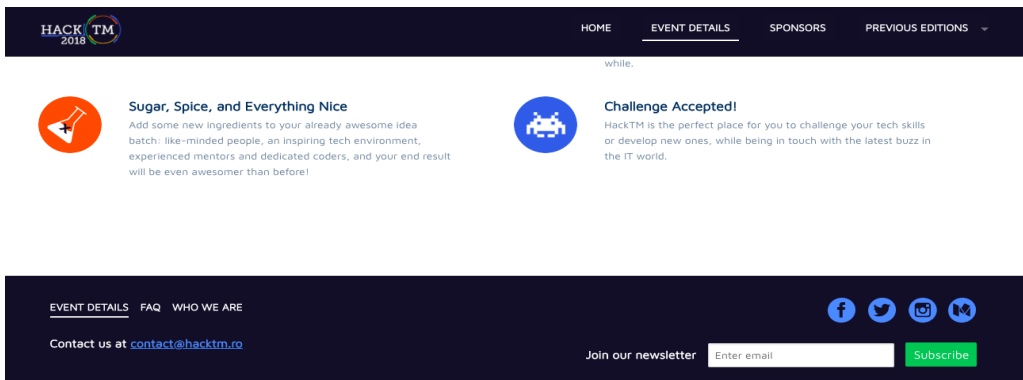 HACK TM
2018
HOME EVENT DETAILS SPONSORS PREVIOUS EDITIONS
while.
Sugar, Spice, and Everything Nice
Add some new ingredients to your already awesome idea
batch: like-minded people, an inspiring tech environment,
experienced mentors and dedicated coders, and your end result
will be even awesomer than before!
Challenge Accepted!
HackTM is the perfect place for you to challenge your tech skills
or develop new ones, while being in touch with the latest buzz in
the IT world.
EVENT DETAILS FAQ WHO WE ARE
Contact us at contact@hacktm.ro
Join our newsletter Enter email Subscribe